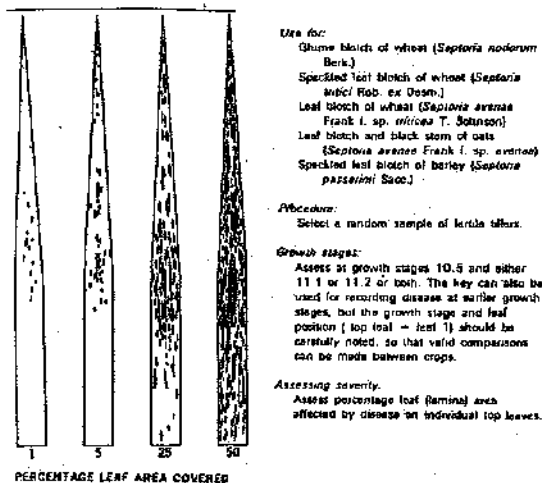 1
5
25
50
PERCENTAGE LEAF AREA COVERED
Use for:
Glume blotch of wheat (Septoria nodorum
Berk.)
Speckled leaf blotch of wheat (Septoria
tritici Rob. ex Desm.)
Leaf blotch of wheat (Septoria avenae
Frank f. sp. triticea T. Johnson)
Leaf blotch and black stem of oats
(Septoria avenae Frank f. sp. avenae)
Speckled leaf blotch of barley (Septoria
passerinii Sacc.)
Procedure:
Select a random sample of fertile tillers.
Growth stages:
Assess at growth stages 10.5 and either
11.1 or 11.2 or both. The key can also be
used for recording disease at earlier growth
stages, but the growth stage and leaf
position ( top leaf = leaf 1) should be
carefully noted, so that valid comparisons
can be made between crops.
Assessing severity.
Assess percentage leaf (lamina) area
affected by disease on individual top leaves.